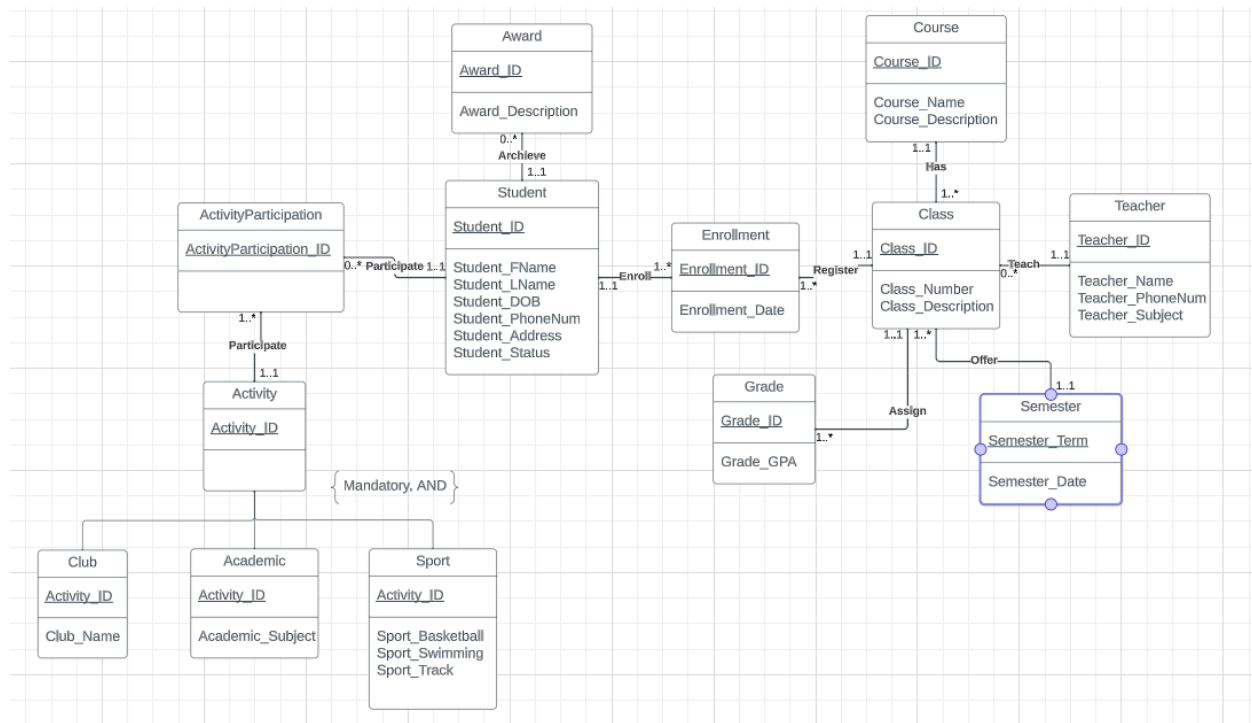 Award
Award_ID
Award_Description
0..*
Archieve
1..1
Course
Course_ID
Course_Name
Course_Description
1..1
Has
1..*
ActivityParticipation
ActivityParticipation_ID
0..* Participate 1..1
Student
Student_ID
Student_FName
Student_LName
Student_DOB
Student_PhoneNum
Student_Address
Student_Status
1..1 Enroll 1..*
Enrollment
Enrollment_ID
Enrollment_Date
1..* Register 1..1
Class
Class_ID
Class_Number
Class_Description
0..* Teach 1..1
Teacher
Teacher_ID
Teacher_Name
Teacher_PhoneNum
Teacher_Subject
1..*
Participate
1..1
Activity
Activity_ID
Mandatory, AND
1..1
Assign
1..*
Grade
Grade_ID
Grade_GPA
1..*
Offer
1..1
Semester
Semester_Term
Semester_Date
Club
Activity_ID
Club_Name
Academic
Activity_ID
Academic_Subject
Sport
Activity_ID
Sport_Basketball
Sport_Swimming
Sport_Track